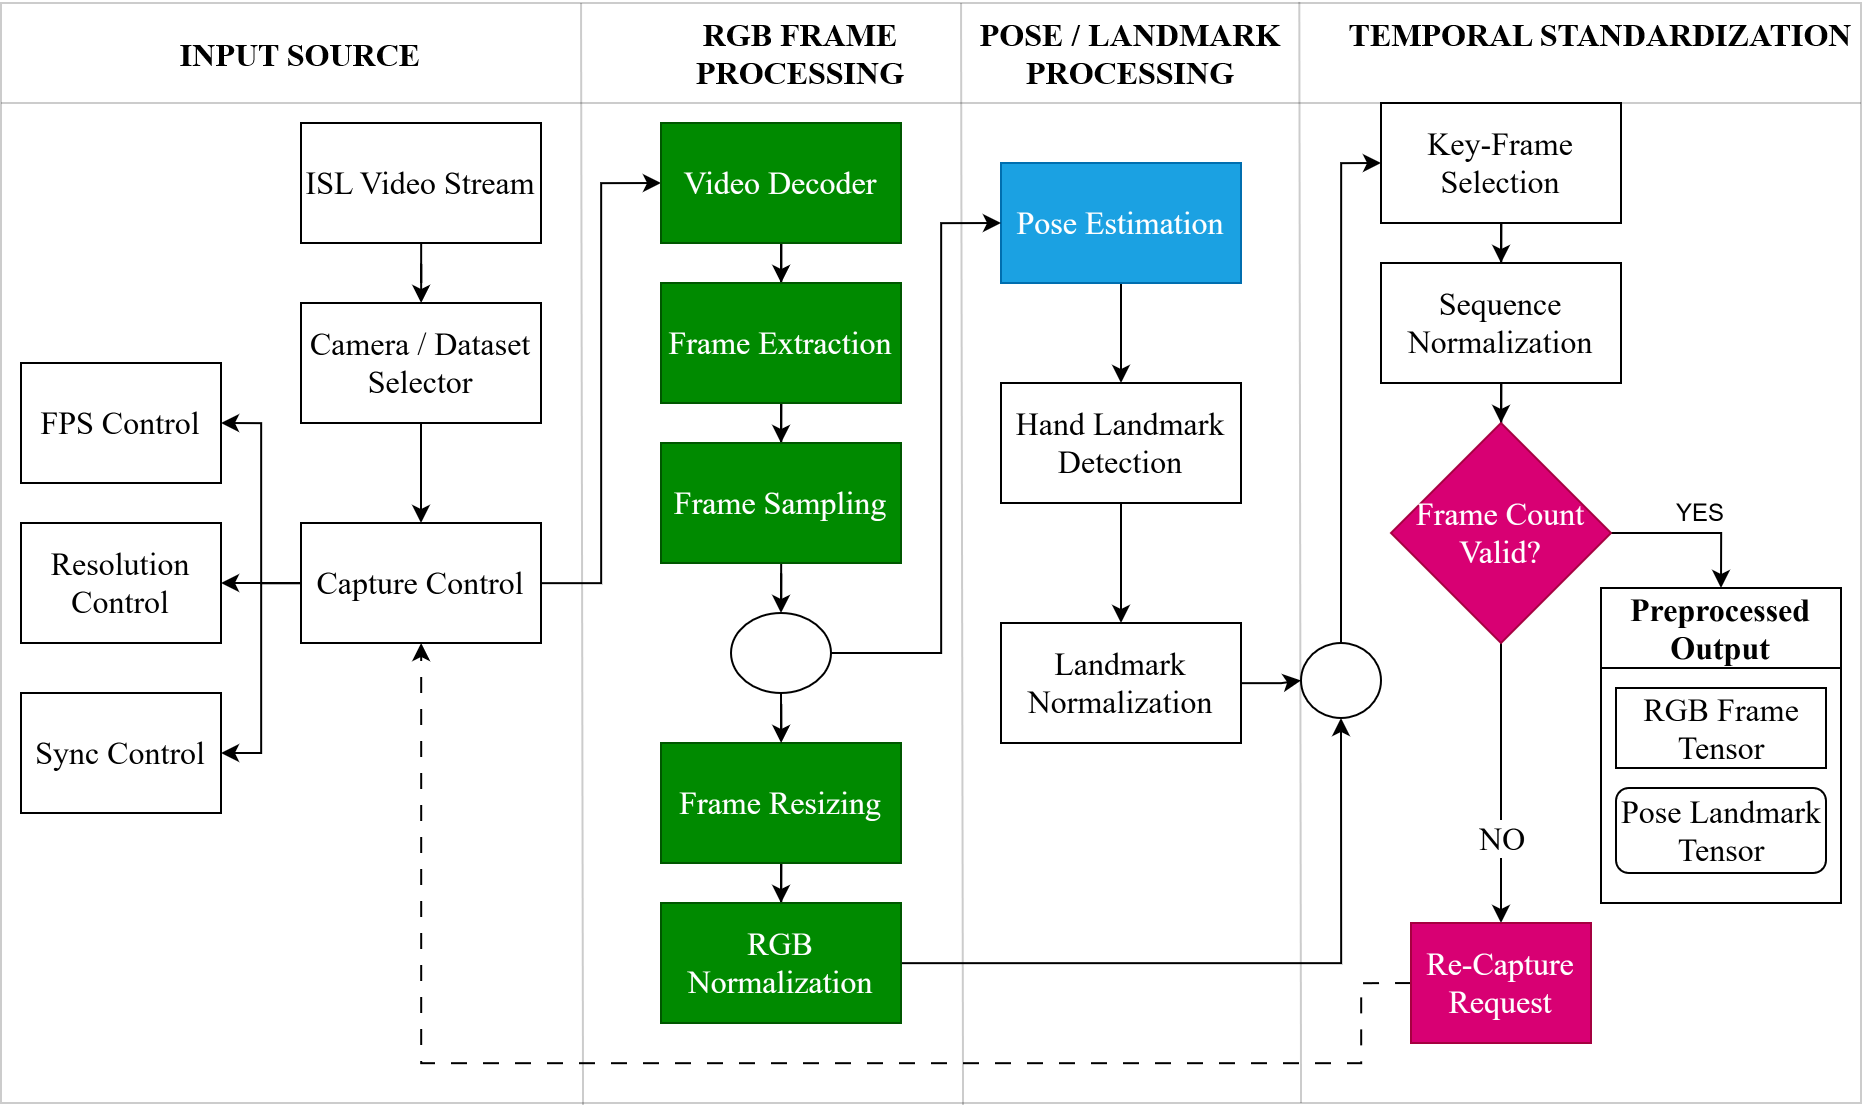 INPUT SOURCE
RGB FRAME
PROCESSING
POSE / LANDMARK
PROCESSING
TEMPORAL STANDARDIZATION
ISL Video Stream
Camera / Dataset
Selector
FPS Control
Resolution
Control
Capture Control
Sync Control
Video Decoder
Frame Extraction
Frame Sampling
Frame Resizing
RGB
Normalization
Pose Estimation
Hand Landmark
Detection
Landmark
Normalization
Key-Frame
Selection
Sequence
Normalization
Frame Count
Valid?
YES
Preprocessed
Output
RGB Frame
Tensor
Pose Landmark
Tensor
NO
Re-Capture
Request